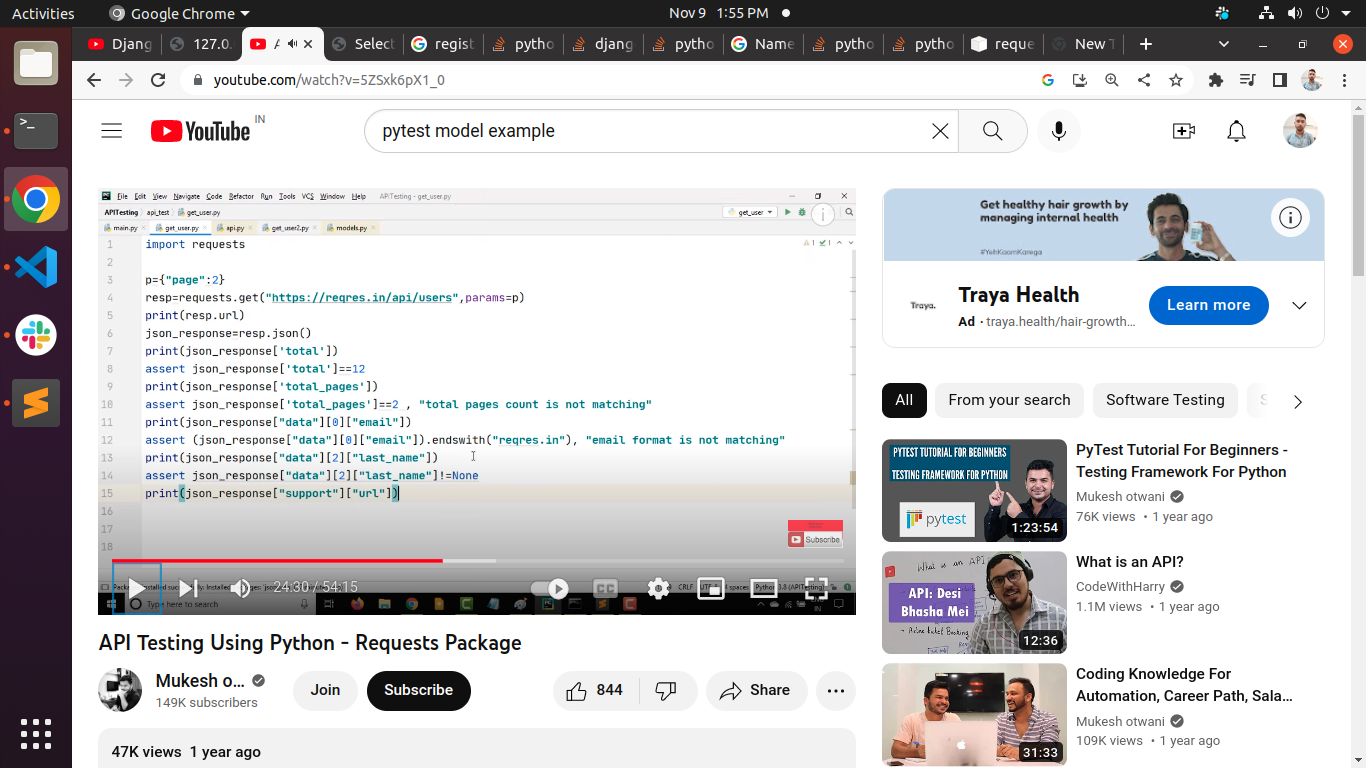 Activities
Google Chrome
Nov 9 1:55 PM
Djang
127.0.
A
Select
regist
pytho
djang
pytho
Name
pytho
pytho
reque
New T
youtube.com/watch?v=5ZSxk6pX1_0
YouTube IN
pytest model example
File Edit View Navigate Code Refactor Run Tools VCS Window Help APITesting - get_user.py
APITesting api_test get_user.py
get_user
main.py get_user.py api.py get_user2.py models.py
1 import requests
2
3 p={"page":2}
4 resp=requests.get("https://reqres.in/api/users",params=p)
5 print(resp.url)
6 json_response=resp.json()
7 print(json_response['total'])
8 assert json_response['total']==12
9 print(json_response['total_pages'])
10 assert json_response['total_pages']==2 , "total pages count is not matching"
11 print(json_response["data"][0]["email"])
12 assert (json_response["data"][0]["email"]).endswith("reqres.in"), "email format is not matching"
13 print(json_response["data"][2]["last_name"])
14 assert json_response["data"][2]["last_name"]!=None
15 print(json_response["support"]["url"])
16
17
18
1 1
Subscribe
24:30 / 54:15
CC
CRLF
Type here to search
API Testing Using Python - Requests Package
Mukesh o...
149K subscribers
Join
Subscribe
844
Share
47K views 1 year ago
Get healthy hair growth by
managing internal health
#YehKaamKarega
Traya.
Traya Health
Ad · traya.health/hair-growth...
Learn more
All
From your search
Software Testing
PYTEST TUTORIAL FOR BEGINNERS
TESTING FRAMEWORK FOR PYTHON
pytest
1:23:54
PyTest Tutorial For Beginners -
Testing Framework For Python
Mukesh otwani
76K views · 1 year ago
What is an API
API: Desi
Bhasha Mei
12:36
What is an API?
CodeWithHarry
1.1M views · 1 year ago
31:33
Coding Knowledge For
Automation, Career Path, Sala...
Mukesh otwani
109K views · 1 year ago